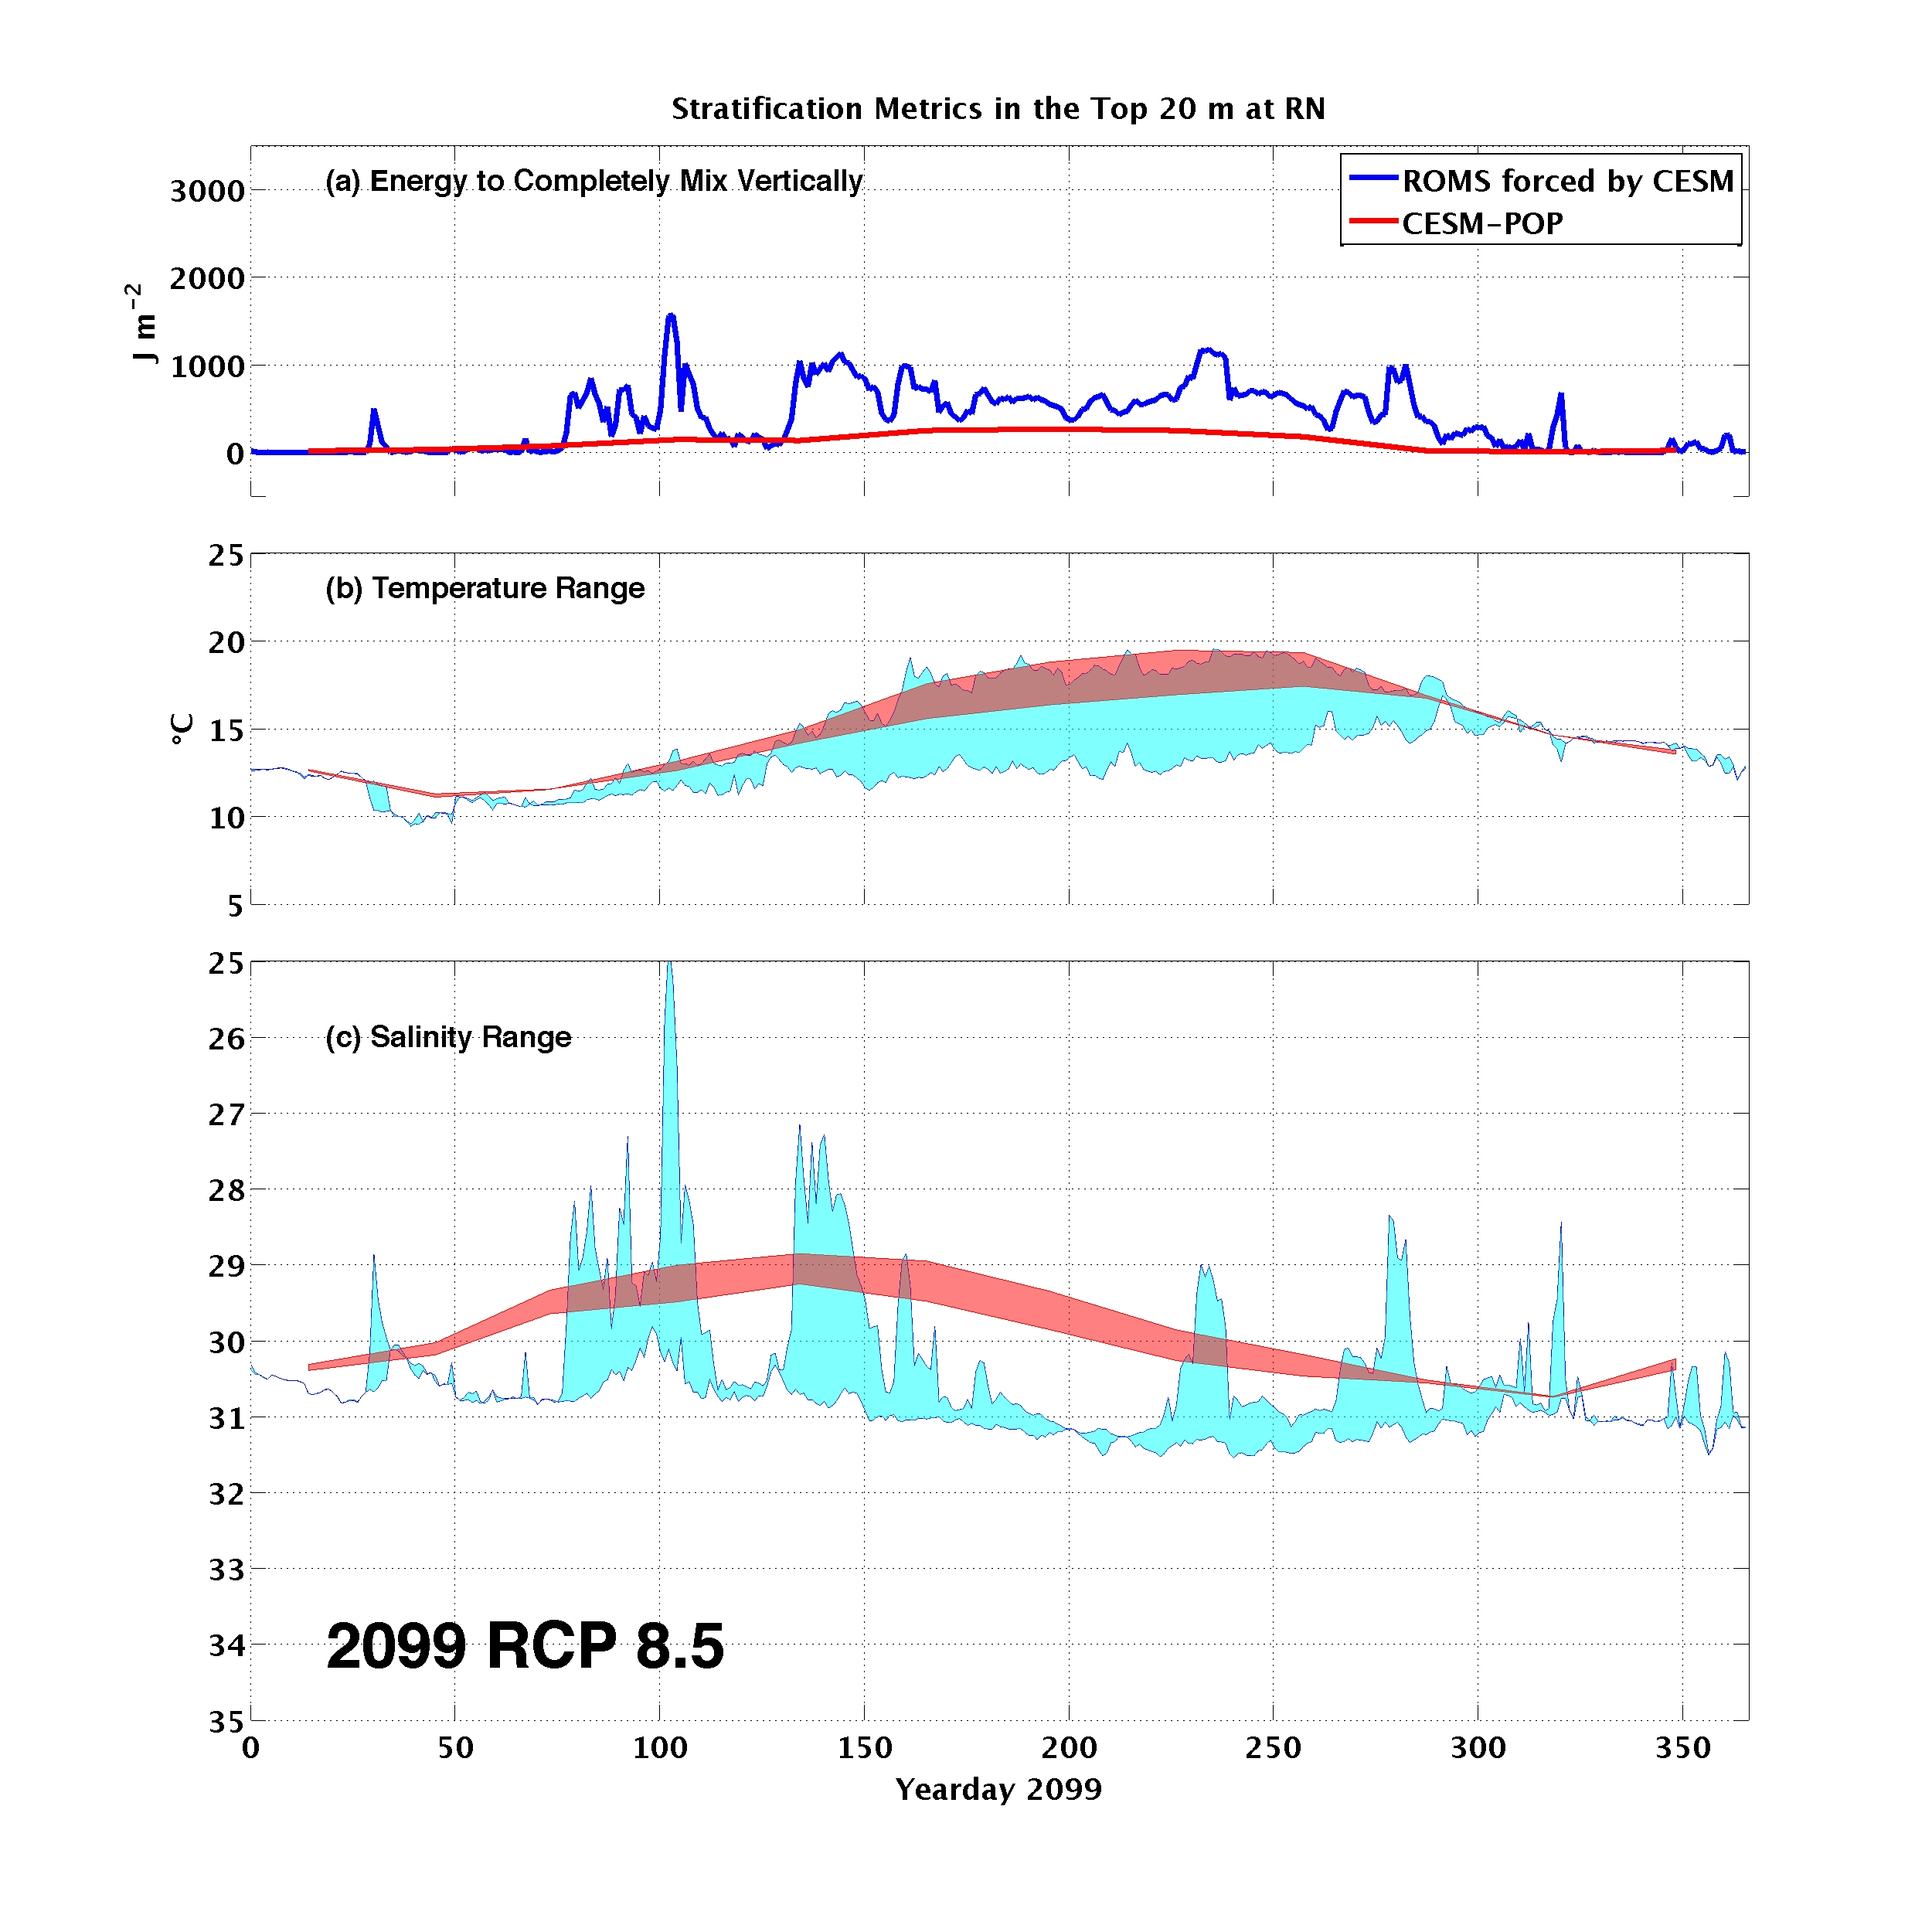 Stratification Metrics in the Top 20 m at RN
(a) Energy to Completely Mix Vertically
ROMS forced by CESM
CESM-POP
3000
2000
1000
0
J m⁻²
(b) Temperature Range
25
20
15
10
5
°C
(c) Salinity Range
25
26
27
28
29
30
31
32
33
34
35
2099 RCP 8.5
0 50 100 150 200 250 300 350
Yearday 2099